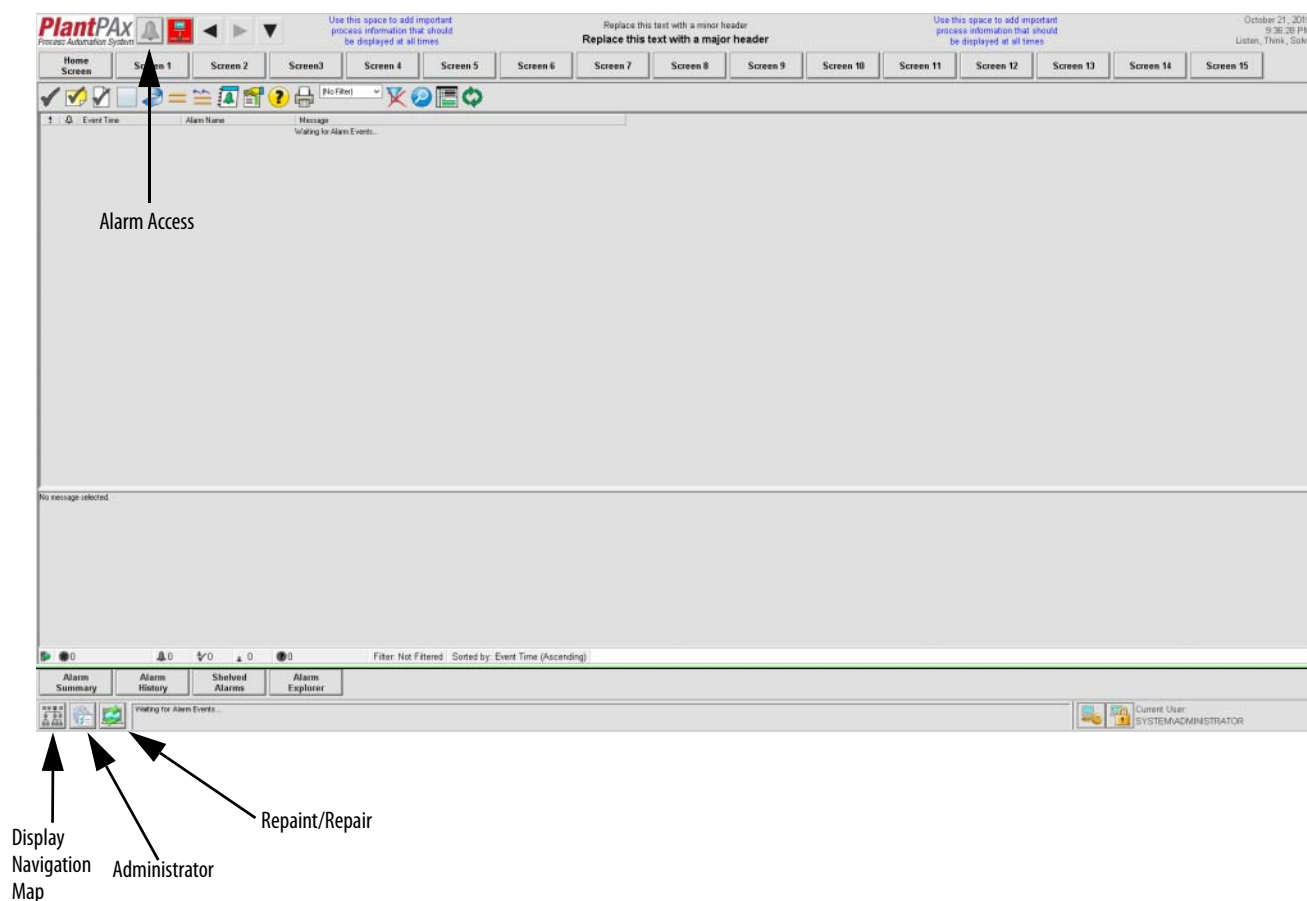 PlantPAx
Process Automation System
Use this space to add important
process information that should
be displayed at all times
Replace this text with a minor header
Replace this text with a major header
Use this space to add important
process information that should
be displayed at all times
October 21, 201
9:36:28 PM
Listen, Think, Solv
Home
Screen
Screen 1
Screen 2
Screen3
Screen 4
Screen 5
Screen 6
Screen 7
Screen 8
Screen 9
Screen 10
Screen 11
Screen 12
Screen 13
Screen 14
Screen 15
[No Filter]
! Event Time Alarm Name Message
Waiting for Alarm Events...
Alarm Access
No message selected.
0 0 0 0 0 Filter: Not Filtered Sorted by: Event Time (Ascending)
Alarm
Summary
Alarm
History
Shelved
Alarms
Alarm
Explorer
Waiting for Alarm Events...
Current User:
SYSTEM\ADMINISTRATOR
Repaint/Repair
Display
Navigation
Map
Administrator